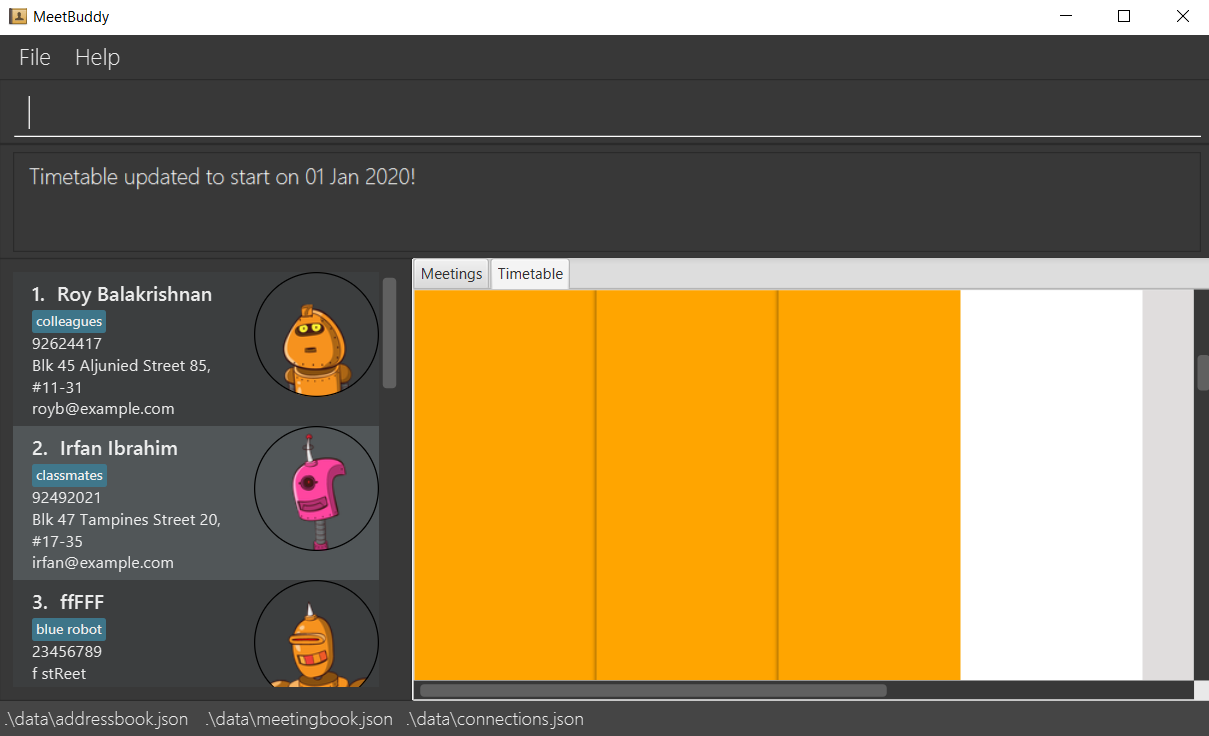 MeetBuddy
File Help
Timetable updated to start on 01 Jan 2020!
1. Roy Balakrishnan
colleagues
92624417
Blk 45 Aljunied Street 85,
#11-31
royb@example.com
2. Irfan Ibrahim
classmates
92492021
Blk 47 Tampines Street 20,
#17-35
irfan@example.com
3. ffFFF
blue robot
23456789
f stReet
Meetings Timetable
.\data\addressbook.json .\data\meetingbook.json .\data\connections.json